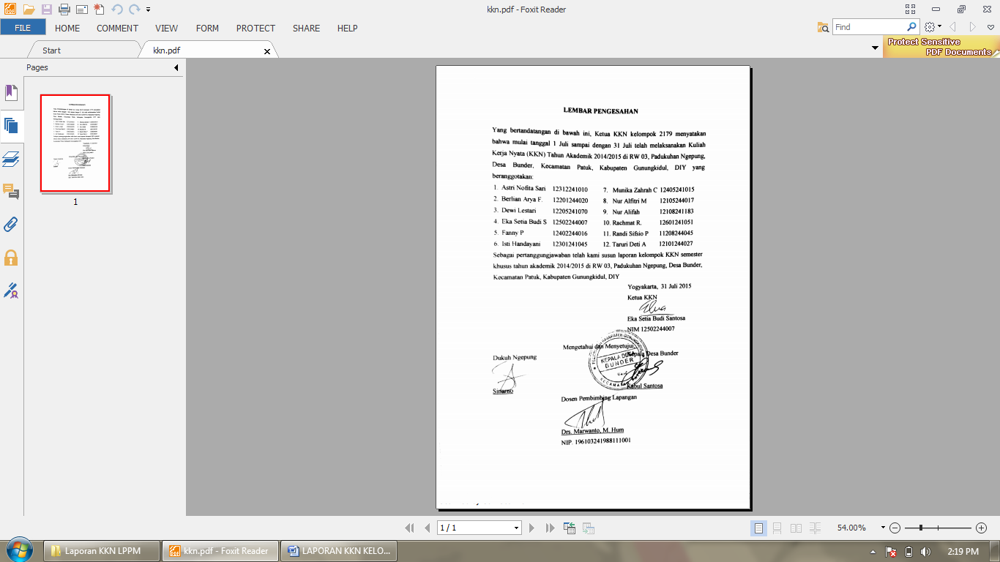 kkn.pdf - Foxit Reader
FILE HOME COMMENT VIEW FORM PROTECT SHARE HELP
Find
Start
kkn.pdf
Protect Sensitive
PDF Documents
Pages
1
LEMBAR PENGESAHAN
Yang bertandatangan di bawah ini, Ketua KKN kelompok 2179 menyatakan
bahwa mulai tanggal 1 Juli sampai dengan 31 Juli telah melaksanakan Kuliah
Kerja Nyata (KKN) Tahun Akademik 2014/2015 di RW 03, Padukuhan Ngepung,
Desa Bunder, Kecamatan Patuk, Kabupaten Gunungkidul, DIY yang
beranggotakan:
1. Astri Nofita Sari 12312241010 7. Munika Zahrah C 12405241015
2. Berlian Arya F. 12201244020 8. Nur Alfitri M 12105244017
3. Dewi Lestari 12205241070 9. Nur Alifah 12108241183
4. Eka Setia Budi S 12502244007 10. Rachmat R. 12601241051
5. Fanny P 12402244016 11. Randi Sifsio P 11208244045
6. Isti Handayani 12301241045 12. Taruri Deti A 12101244027
Sebagai pertanggungjawaban telah kami susun laporan kelompok KKN semester
khusus tahun akademik 2014/2015 di RW 03, Padukuhan Ngepung, Desa Bunder,
Kecamatan Patuk, Kabupaten Gunungkidul, DIY
Yogyakarta, 31 Juli 2015
Ketua KKN
Eka Setia Budi Santosa
NIM 12502244007
Mengetahui dan Menyetujui
Dukuh Ngepung
Kepala Desa Bunder
KEPALA DESA
BUNDER
Sinarno
Kabul Santosa
Dosen Pembimbing Lapangan
Drs. Marwanto, M. Hum
NIP. 196103241988111001
1 / 1
54.00%
Laporan KKN LPPM
kkn.pdf - Foxit Reader
LAPORAN KKN KELO...
2:19 PM